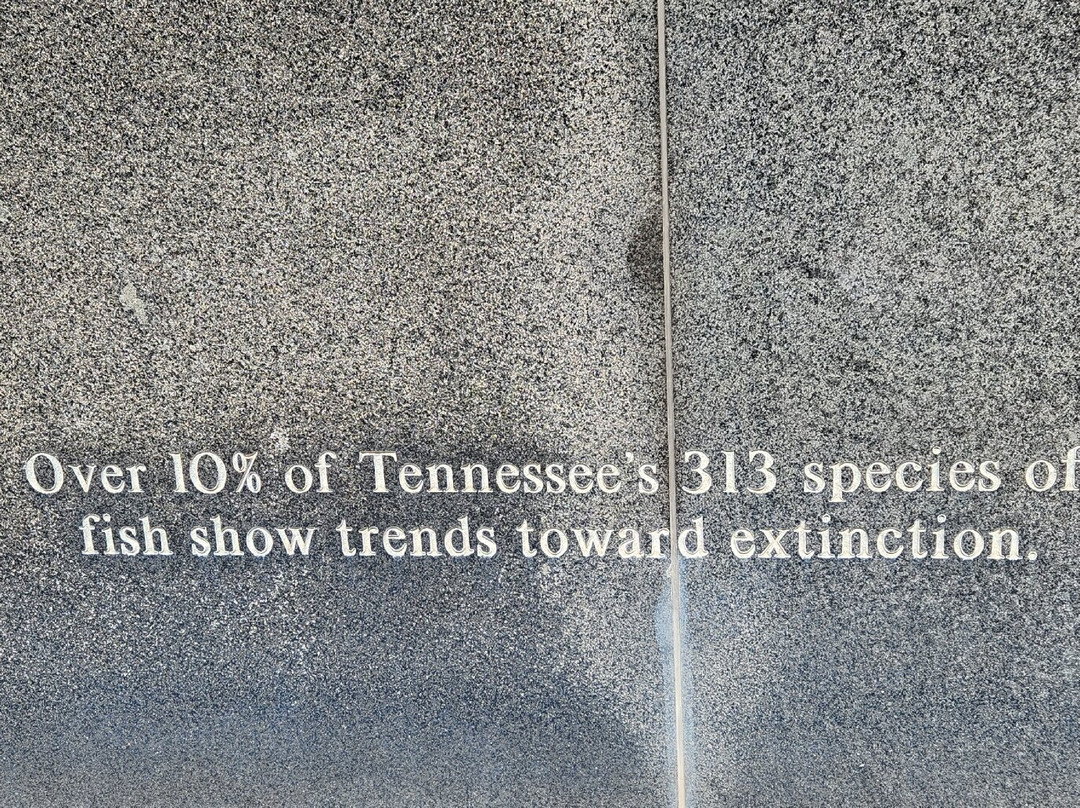 Over 10% of Tennessee's 313 species of
fish show trends toward extinction.